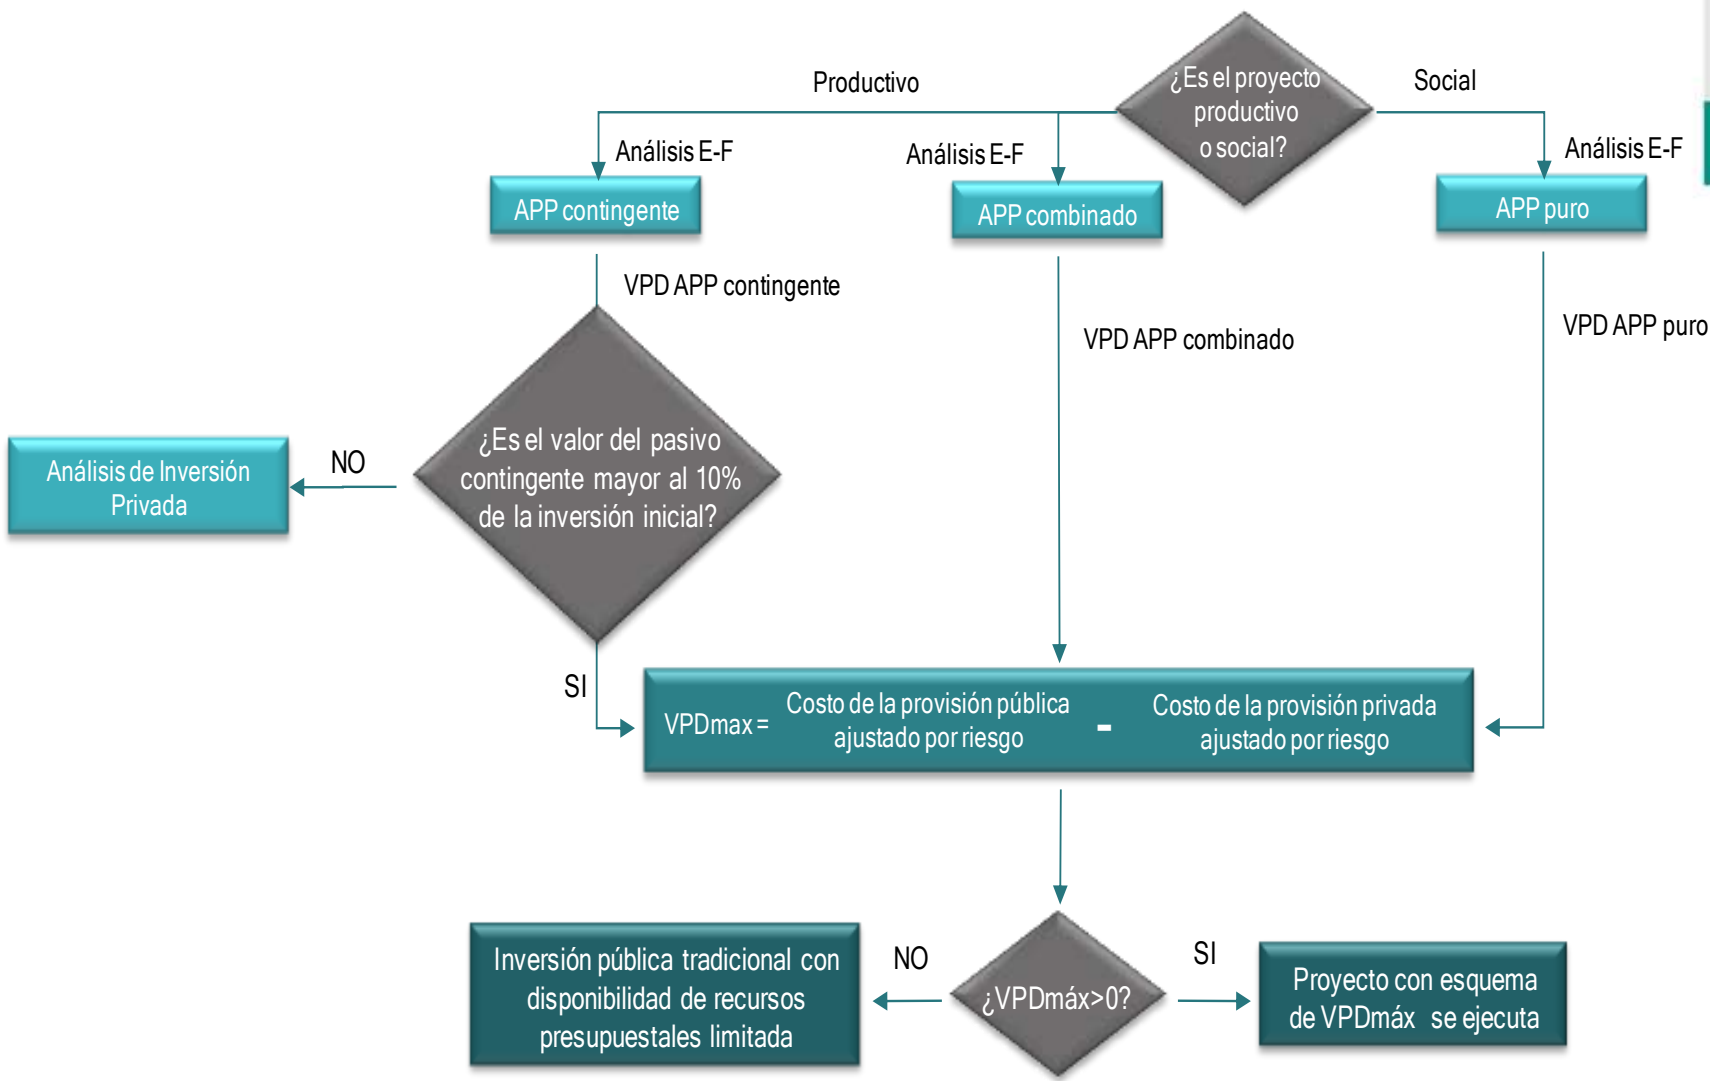 ¿Es el proyecto
productivo
o social?
Productivo
Social
Análisis E-F
Análisis E-F
Análisis E-F
APP contingente
APP combinado
APP puro
VPD APP contingente
VPD APP combinado
VPD APP puro
¿Es el valor del pasivo
contingente mayor al 10%
de la inversión inicial?
NO
Análisis de Inversión
Privada
SI
VPDmax =
Costo de la provisión pública
ajustado por riesgo
-
Costo de la provisión privada
ajustado por riesgo
¿VPDmáx>0?
NO
SI
Inversión pública tradicional con
disponibilidad de recursos
presupuestales limitada
Proyecto con esquema
de VPDmáx se ejecuta